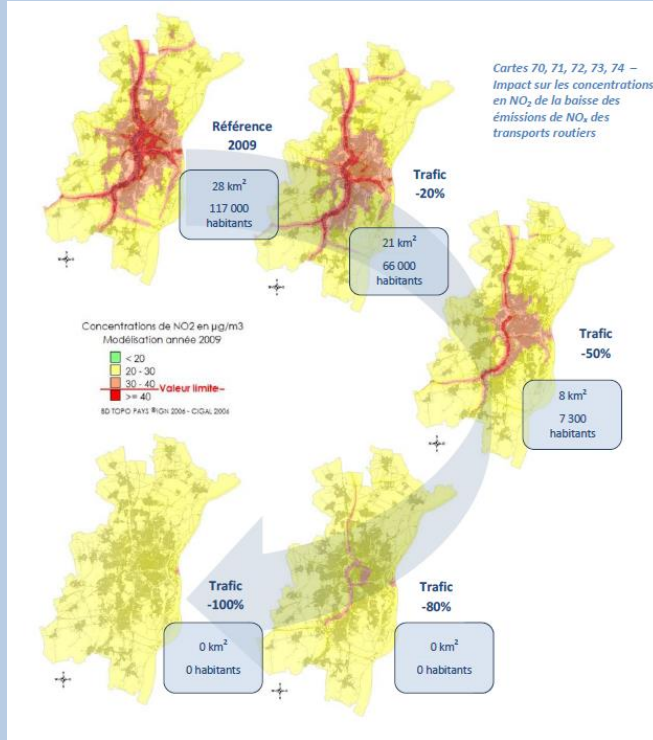 Cartes 70, 71, 72, 73, 74 –
Impact sur les concentrations
en NO₂ de la baisse des
émissions de NOₓ des
transports routiers
Référence
2009
28 km²
117 000
habitants
Trafic
-20%
21 km²
66 000
habitants
Trafic
-50%
8 km²
7 300
habitants
Concentrations de NO2 en µg/m3
Modélisation année 2009
< 20
20 - 30
30 - 40
Valeur limite
>= 40
BD TOPO PAYS ®IGN 2006 - CIGAL 2006
Trafic
-100%
0 km²
0 habitants
Trafic
-80%
0 km²
0 habitants